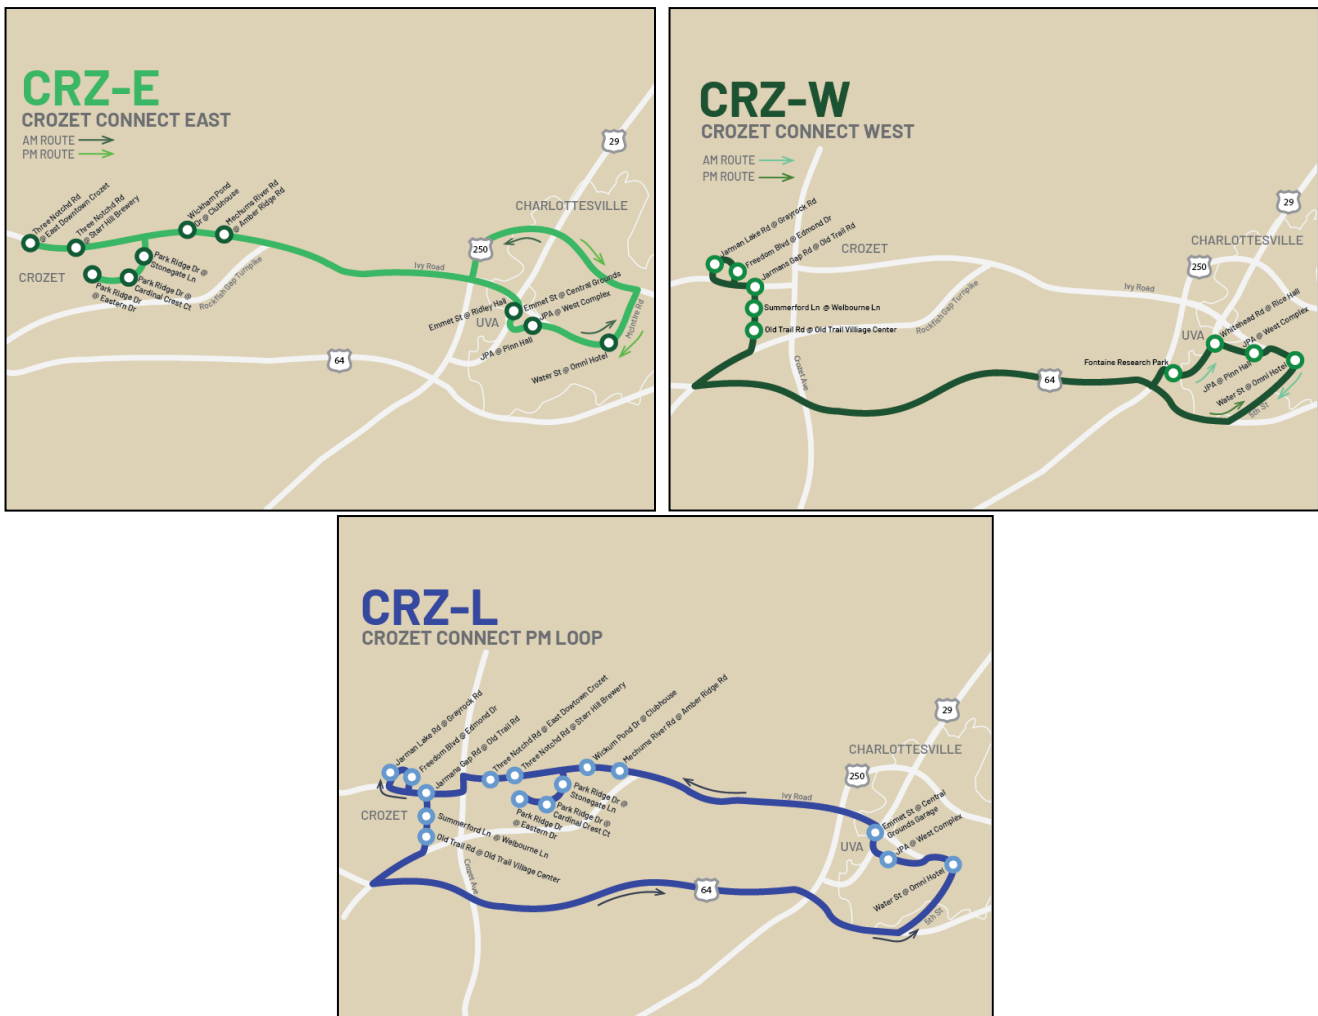 CRZ-E
CROZET CONNECT EAST
AM ROUTE
PM ROUTE
29
CHARLOTTESVILLE
250
Three Notchd Rd
@ East Downtown Crozet
Three Notchd Rd
@ Starr Hill Brewery
Wickham Pond
Dr @ Clubhouse
Mechums River Rd
@ Amber Ridge Rd
CROZET
Park Ridge Dr @
Stonegate Ln
Park Ridge Dr @
Cardinal Crest Ct
Park Ridge Dr
@ Eastern Dr
Rockfish Gap Turnpike
Ivy Road
Emmet St @ Ridley Hall
Emmet St @ Central Grounds
JPA @ West Complex
UVA
JPA @ Pinn Hall
McIntire Rd
Water St @ Omni Hotel
64
CRZ-W
CROZET CONNECT WEST
AM ROUTE
PM ROUTE
29
CHARLOTTESVILLE
250
Jarman Lake Rd @ Grayrock Rd
Freedom Blvd @ Edmond Dr
Jarmans Gap Rd @ Old Trail Rd
CROZET
Summerford Ln @ Welbourne Ln
Old Trail Rd @ Old Trail Villiage Center
Rockfish Gap Turnpike
Crozet Ave
Ivy Road
UVA
Whitehead Rd @ Rice Hall
JPA @ West Complex
Fontaine Research Park
JPA @ Pinn Hall
Water St @ Omni Hotel
5th St
64
CRZ-L
CROZET CONNECT PM LOOP
29
CHARLOTTESVILLE
250
Jarman Lake Rd @ Grayrock Rd
Freedom Blvd @ Edmond Dr
Jarmans Gap Rd @ Old Trail Rd
Three Notchd Rd @ East Dowtown Crozet
Three Notchd Rd @ Starr Hill Brewery
Wickum Pond Dr @ Clubhouse
Mechums River Rd @ Amber Ridge Rd
CROZET
Park Ridge Dr @
Stonegate Ln
Park Ridge Dr @
Cardinal Crest Ct
Park Ridge Dr
@ Eastern Dr
Summerford Ln @ Welbourne Ln
Old Trail Rd @ Old Trail Village Center
Crozet Ave
Ivy Road
Emmet St @ Central
Grounds Garage
UVA
JPA @ West Complex
Water St @ Omni Hotel
5th St
64